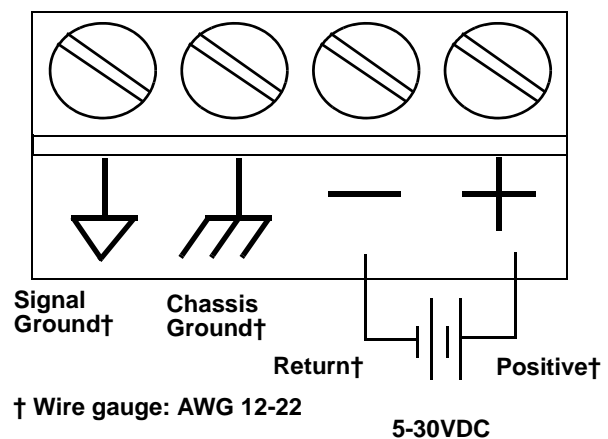 Signal
Ground†
Chassis
Ground†
Return†
Positive†
† Wire gauge: AWG 12-22
5-30VDC